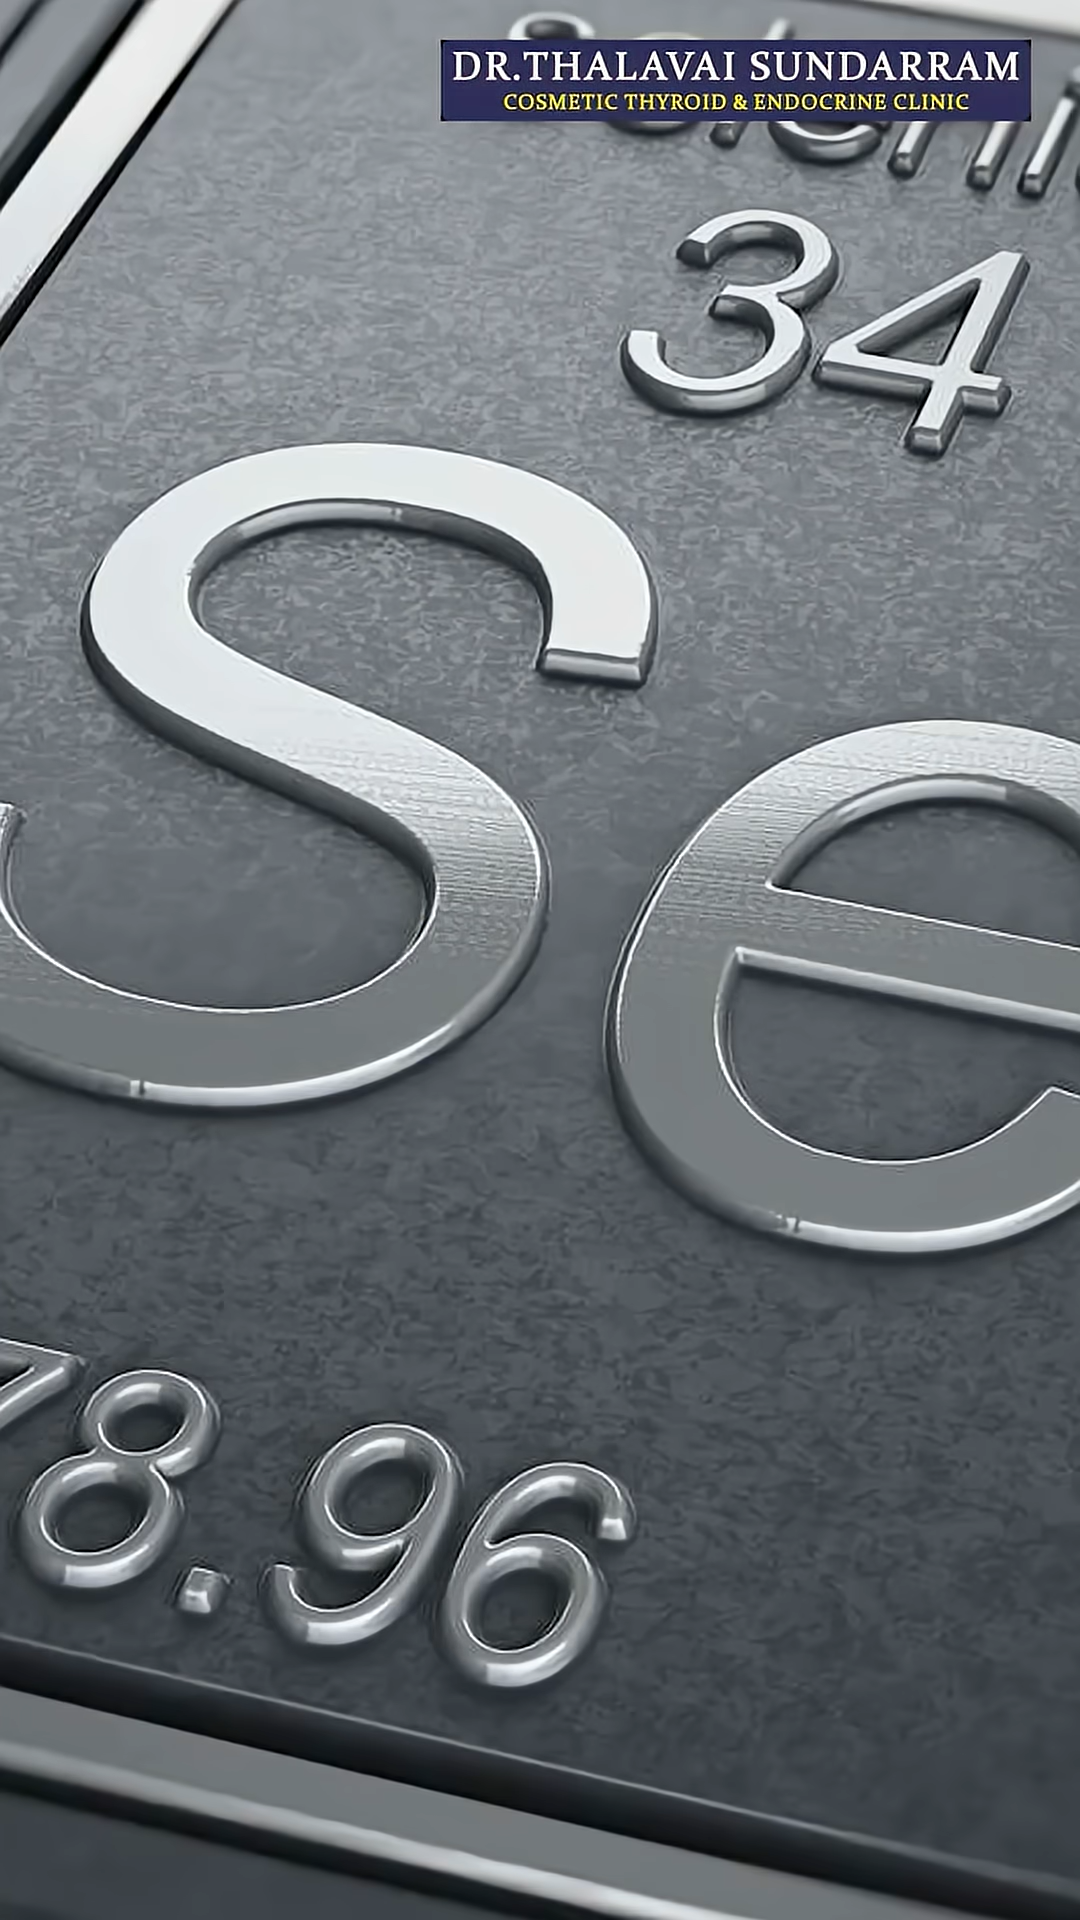 DR.THALAVAI SUNDARRAM
COSMETIC THYROID & ENDOCRINE CLINIC
34
Se
78.96